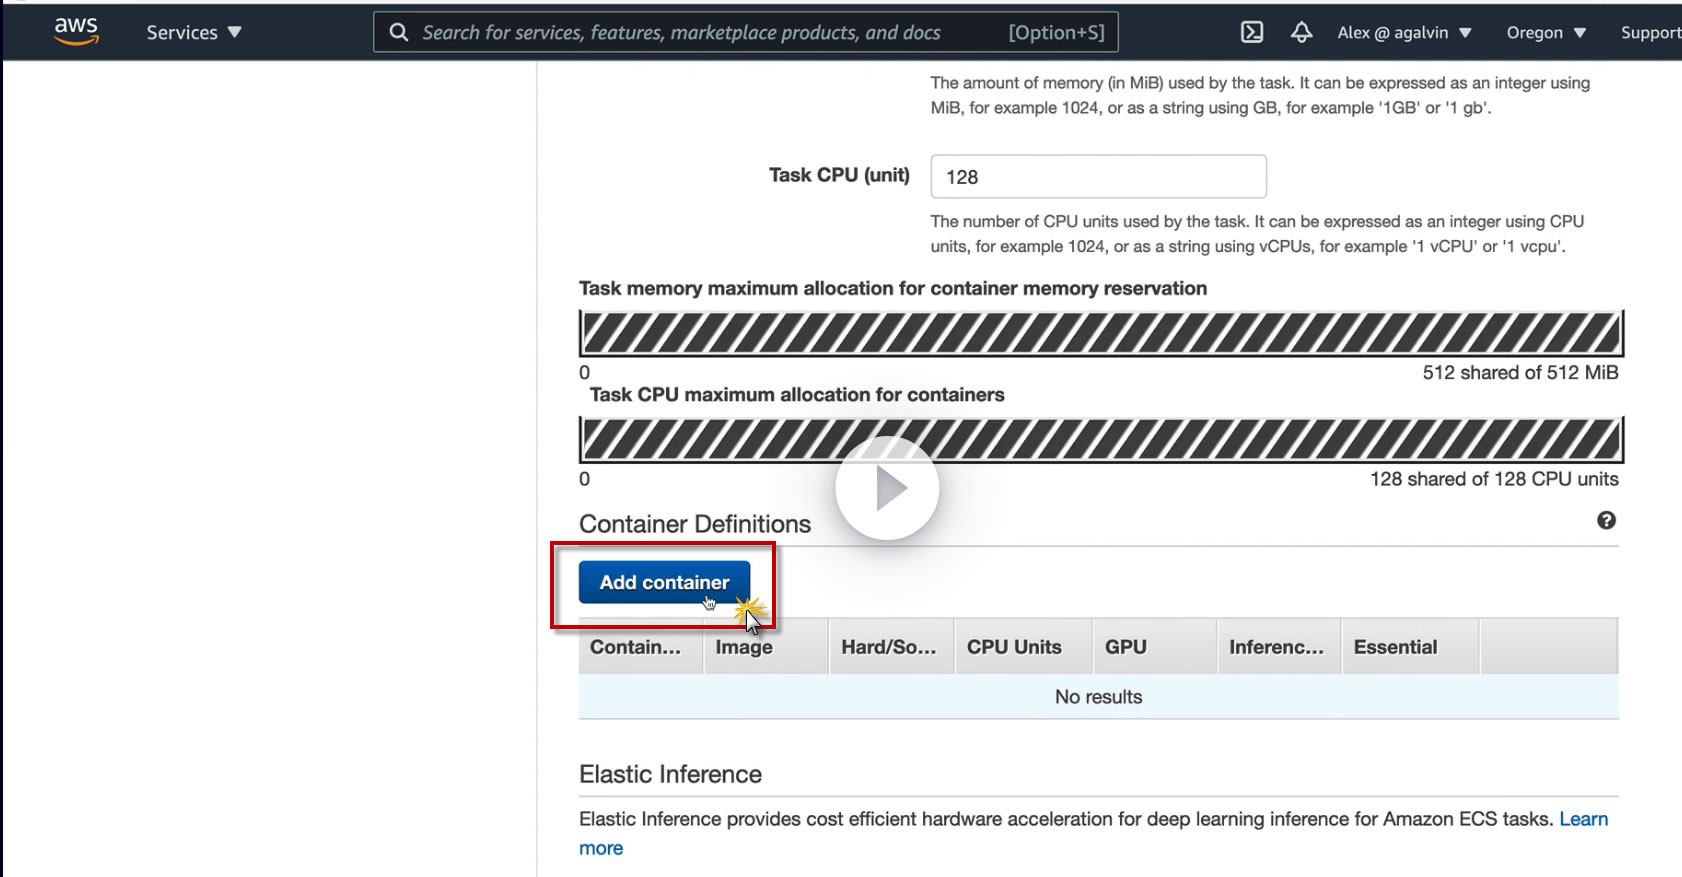 aws Services Search for services, features, marketplace products, and docs [Option+S] Alex @ agalvin Oregon Support
The amount of memory (in MiB) used by the task. It can be expressed as an integer using
MiB, for example 1024, or as a string using GB, for example '1GB' or '1 gb'.
Task CPU (unit) 128
The number of CPU units used by the task. It can be expressed as an integer using CPU
units, for example 1024, or as a string using vCPUs, for example '1 vCPU' or '1 vcpu'.
Task memory maximum allocation for container memory reservation
0 512 shared of 512 MiB
Task CPU maximum allocation for containers
0 128 shared of 128 CPU units
Container Definitions ?
Add container
Contain... Image Hard/So... CPU Units GPU Inferenc... Essential
No results
Elastic Inference
Elastic Inference provides cost efficient hardware acceleration for deep learning inference for Amazon ECS tasks. Learn
more